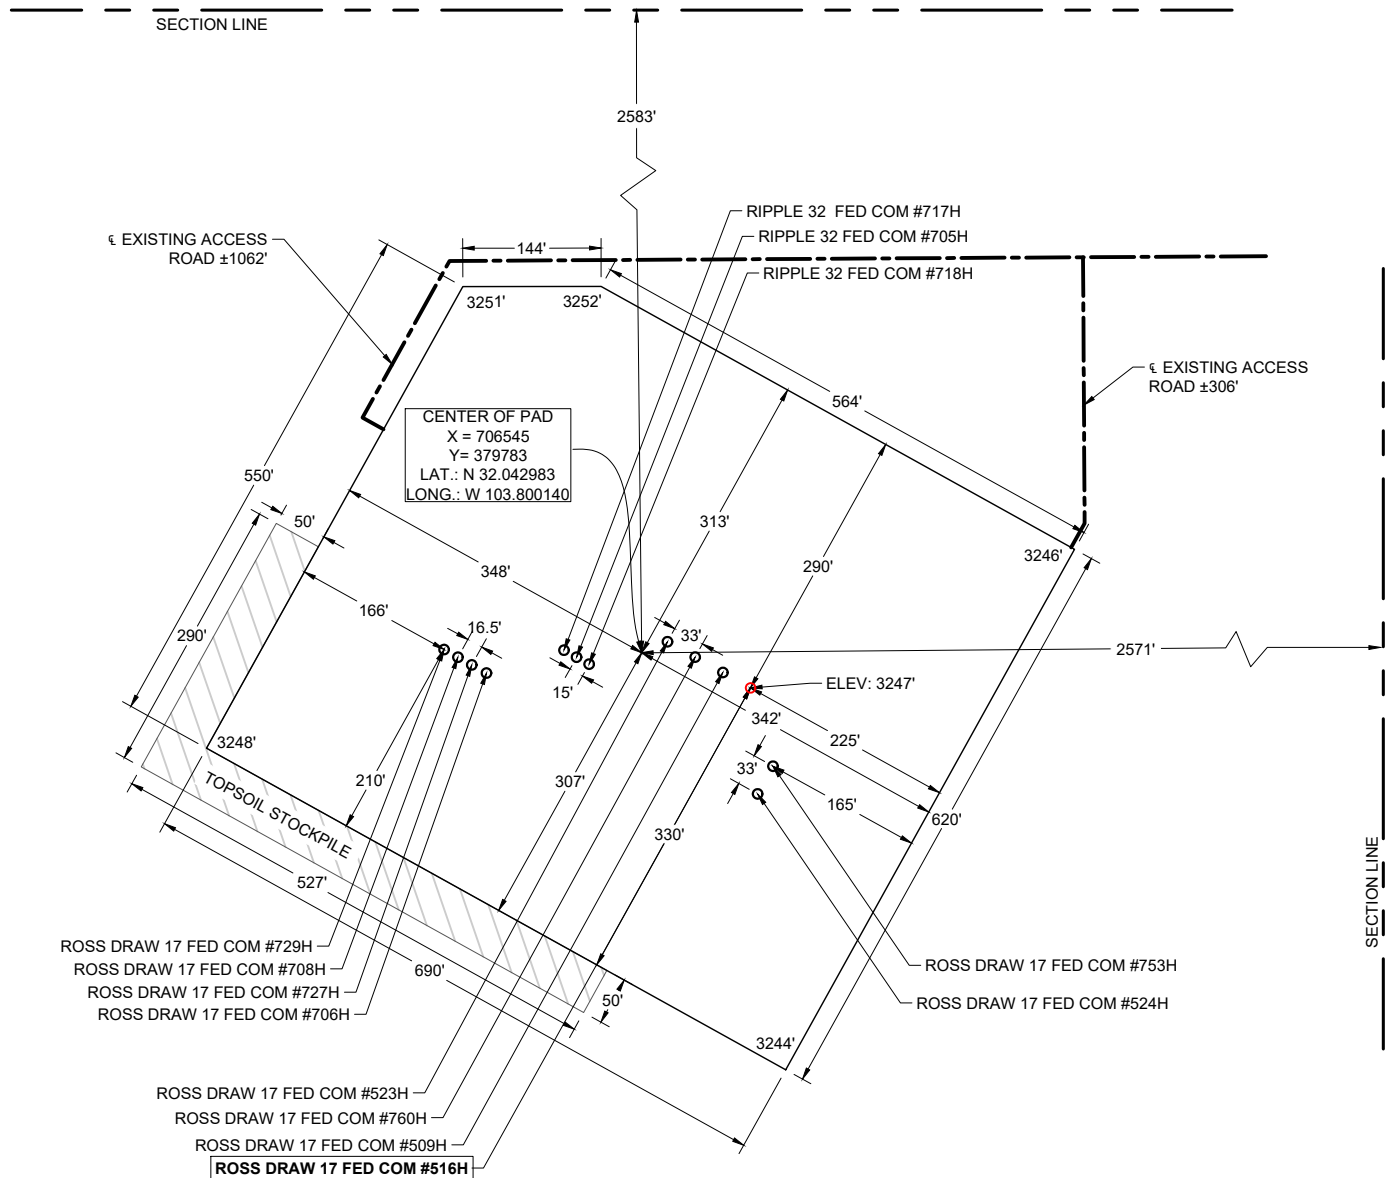 SECTION LINE
2583'
RIPPLE 32 FED COM #717H
RIPPLE 32 FED COM #705H
RIPPLE 32 FED COM #718H
℄ EXISTING ACCESS
ROAD ±1062'
144'
3251'
3252'
℄ EXISTING ACCESS
ROAD ±306'
564'
CENTER OF PAD
X = 706545
Y= 379783
LAT.: N 32.042983
LONG.: W 103.800140
550'
50'
313'
290'
3246'
348'
166'
16.5'
290'
33'
2571'
15'
ELEV: 3247'
342'
225'
3248'
33'
210'
307'
165'
620'
330'
TOPSOIL STOCKPILE
527'
SECTION LINE
ROSS DRAW 17 FED COM #729H
ROSS DRAW 17 FED COM #708H
ROSS DRAW 17 FED COM #727H
ROSS DRAW 17 FED COM #706H
690'
50'
ROSS DRAW 17 FED COM #753H
ROSS DRAW 17 FED COM #524H
3244'
ROSS DRAW 17 FED COM #523H
ROSS DRAW 17 FED COM #760H
ROSS DRAW 17 FED COM #509H
ROSS DRAW 17 FED COM #516H